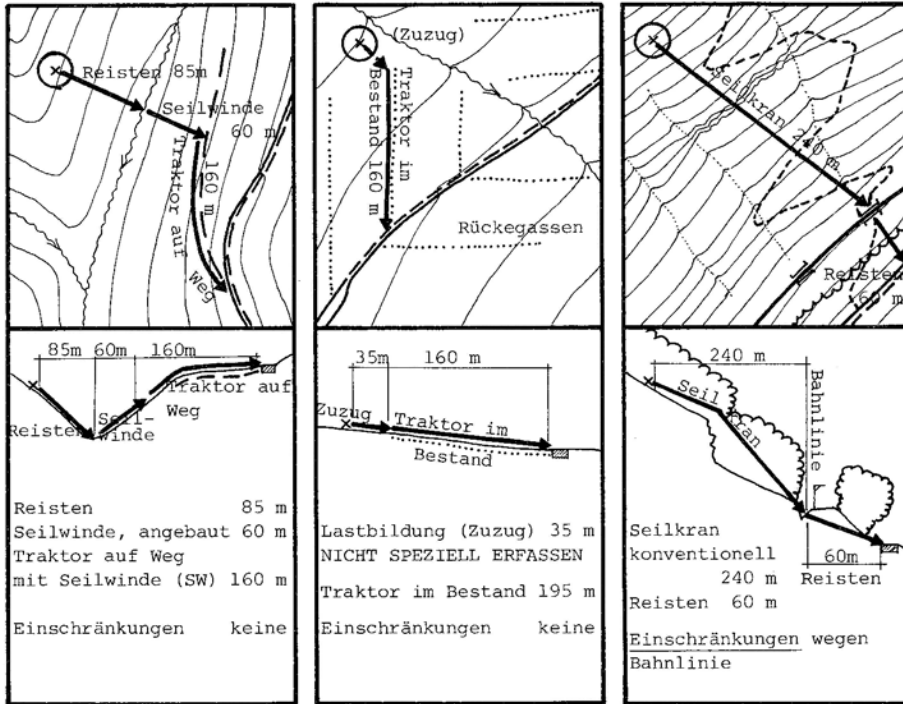 Reisten 85m
Seilwinde
60 m
Traktor auf
160 m
Weg
85m 60m 160m
Reisten
Seil-
winde
Traktor auf
Weg
Reisten 85 m
Seilwinde, angebaut 60 m
Traktor auf Weg
mit Seilwinde (SW) 160 m
Einschränkungen keine
(Zuzug)
Traktor im
Bestand 160 m
Rückegassen
35m 160 m
Zuzug
Traktor im
Bestand
Lastbildung (Zuzug) 35 m
NICHT SPEZIELL ERFASSEN
Traktor im Bestand 195 m
Einschränkungen keine
Seilkran 240 m
Reisten
60 m
240 m
Seilkran
Bahnlinie
60m
Reisten
Seilkran
konventionell
240 m
Reisten 60 m
Einschränkungen wegen
Bahnlinie